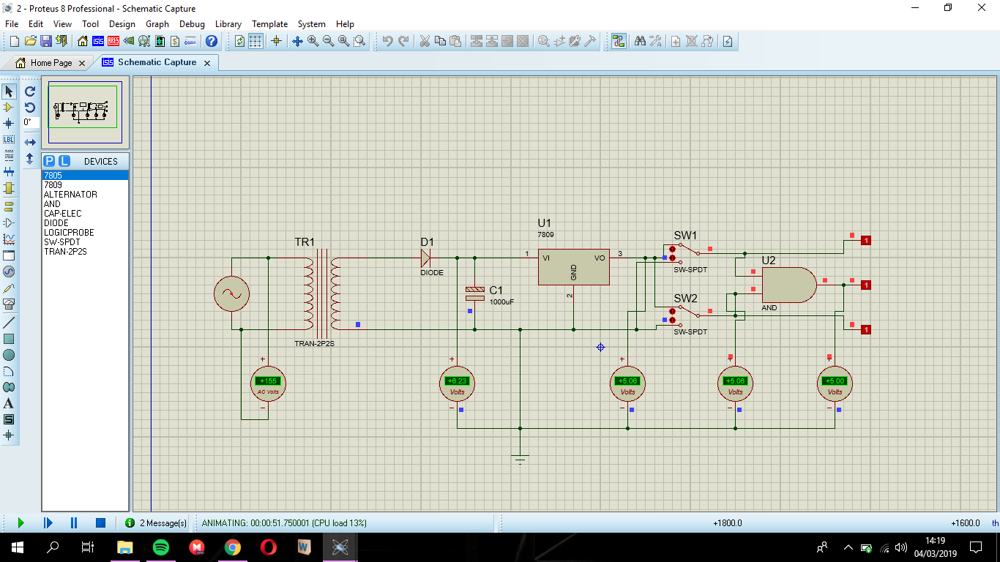 2 - Proteus 8 Professional - Schematic Capture
File Edit View Tool Design Graph Debug Library Template System Help
Home Page
Schematic Capture
0°
LBL
P L DEVICES
7805
7809
ALTERNATOR
AND
CAP-ELEC
DIODE
LOGICPROBE
SW-SPDT
TRAN-2P2S
TR1
TRAN-2P2S
D1
DIODE
C1
1000uF
U1
7809
1 VI VO 3
GND
2
SW1
SW-SPDT
SW2
SW-SPDT
U2
AND
1
1
1
+155
AC Volts
+6.23
Volts
+5.06
Volts
+5.06
Volts
+5.00
Volts
2 Message(s)
ANIMATING: 00:00:51.750001 (CPU load 13%)
+1800.0
+1600.0
th
14:19
04/03/2019